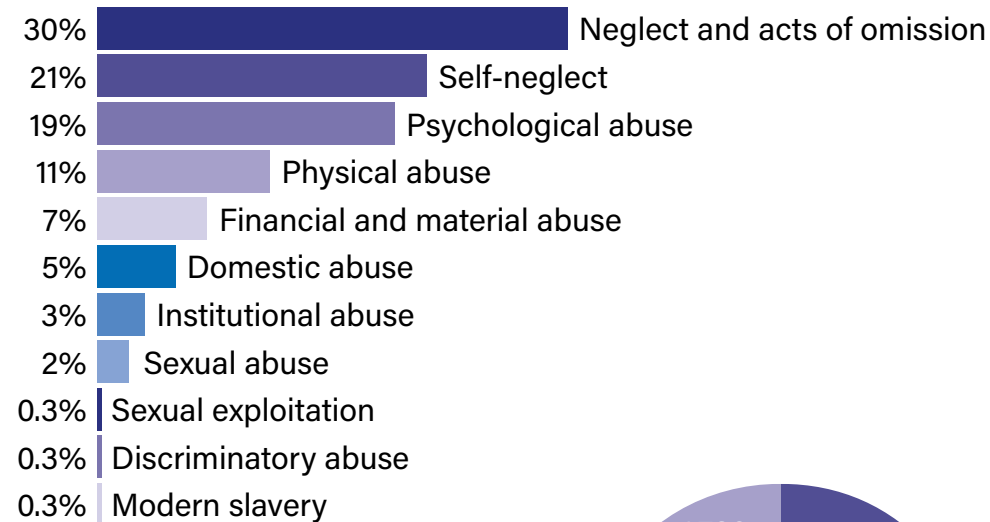 30% Neglect and acts of omission
21% Self-neglect
19% Psychological abuse
11% Physical abuse
7% Financial and material abuse
5% Domestic abuse
3% Institutional abuse
2% Sexual abuse
0.3% Sexual exploitation
0.3% Discriminatory abuse
0.3% Modern slavery